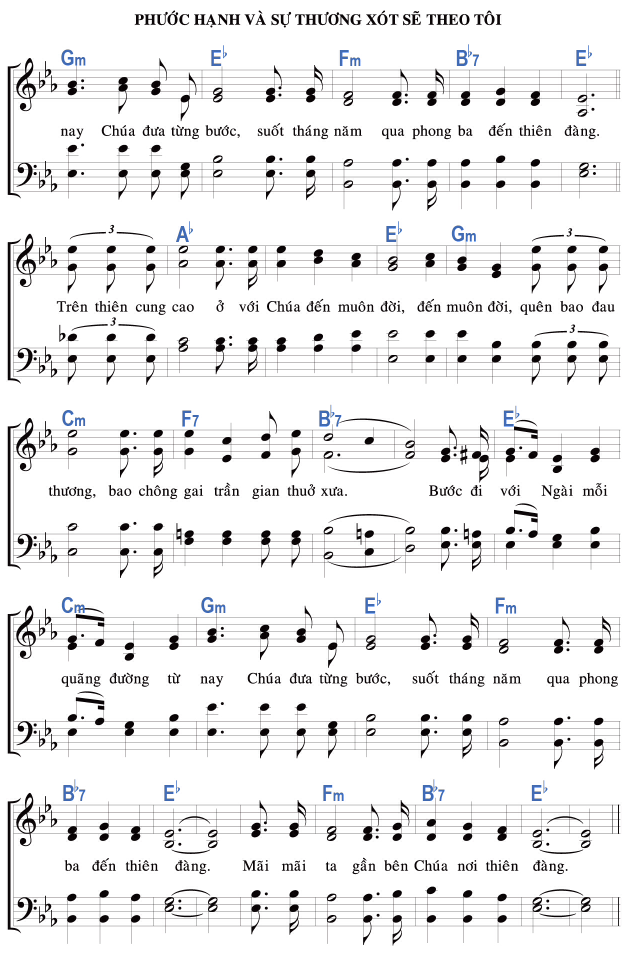 PHƯỚC HẠNH VÀ SỰ THƯƠNG XÓT SẼ THEO TÔI
Gm E♭ Fm B♭7 E♭
nay Chúa đưa từng bước, suốt tháng năm qua phong ba đến thiên đàng.
3 3
A♭ E♭ Gm
Trên thiên cung cao ở với Chúa đến muôn đời, đến muôn đời, quên bao đau
3 3
Cm F7 B♭7 E♭
thương, bao chông gai trần gian thuở xưa. Bước đi với Ngài mỗi
Cm Gm E♭ Fm
quãng đường từ nay Chúa đưa từng bước, suốt tháng năm qua phong
B♭7 E♭ Fm B♭7 E♭
ba đến thiên đàng. Mãi mãi ta gần bên Chúa nơi thiên đàng.